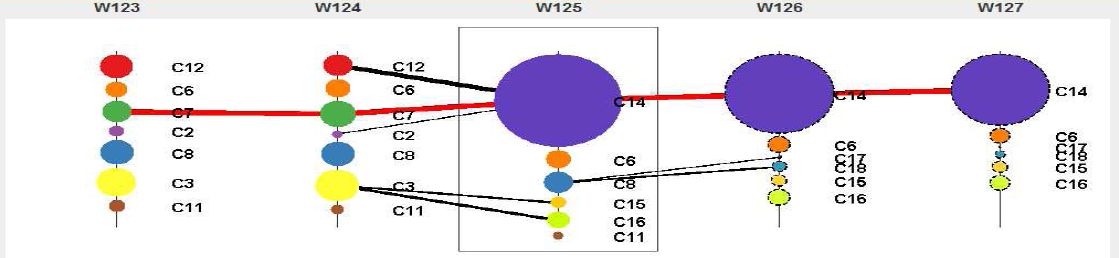 W123 W124 W125 W126 W127
C12 C12
C6 C6
C7 C7 C14 C14 C14
C2 C2
C8 C8 C6 C6 C6
C3 C3 C8 C17 C17
C11 C11 C15 C18 C18
C16 C15 C15
C11 C16 C16